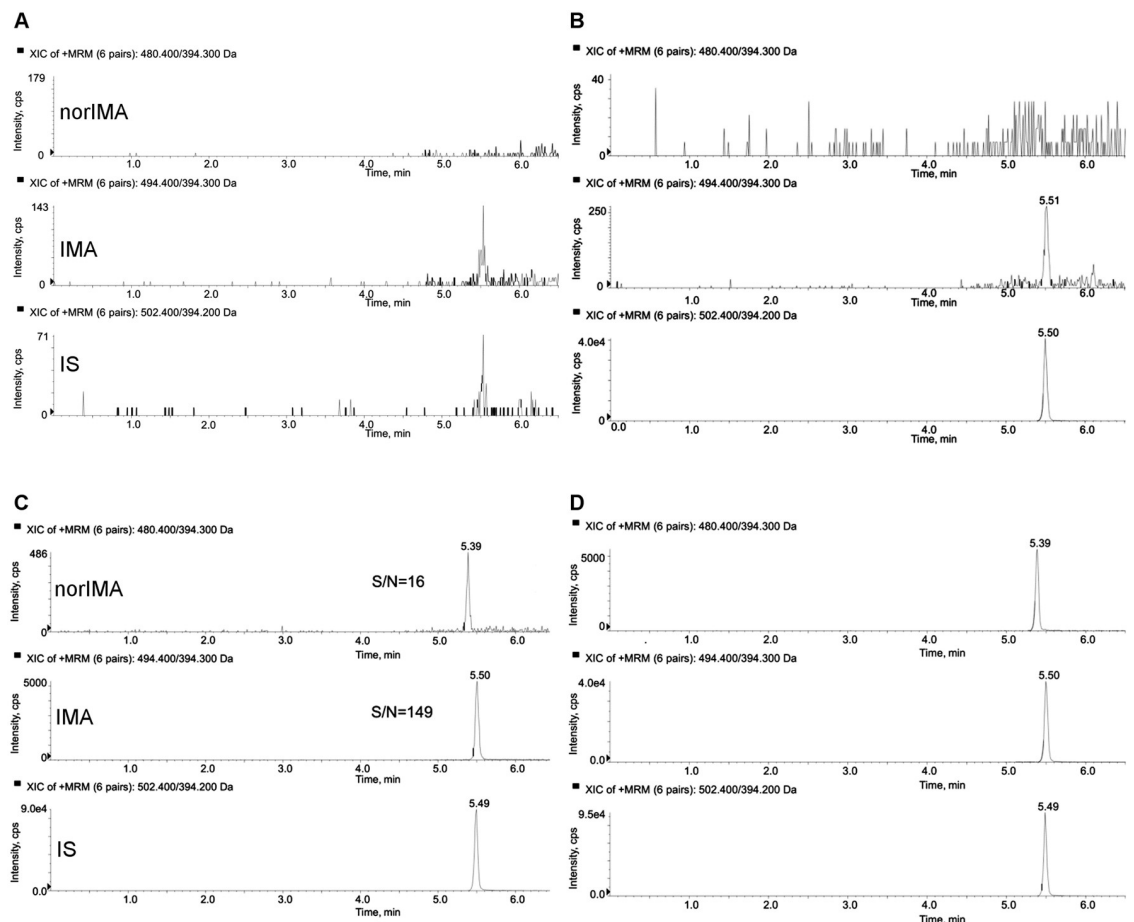 A
XIC of +MRM (6 pairs): 480.400/394.300 Da
179
norIMA
Intensity, cps
0
1.0 2.0 3.0 4.0 5.0 6.0
Time, min
XIC of +MRM (6 pairs): 494.400/394.300 Da
143
IMA
Intensity, cps
0
1.0 2.0 3.0 4.0 5.0 6.0
Time, min
XIC of +MRM (6 pairs): 502.400/394.200 Da
71
IS
Intensity, cps
0
1.0 2.0 3.0 4.0 5.0 6.0
Time, min
B
XIC of +MRM (6 pairs): 480.400/394.300 Da
40
20
Intensity, cps
0
1.0 2.0 3.0 4.0 5.0 6.0
Time, min
XIC of +MRM (6 pairs): 494.400/394.300 Da
5.51
250
Intensity, cps
0
1.0 2.0 3.0 4.0 5.0 6.0
Time, min
XIC of +MRM (6 pairs): 502.400/394.200 Da
5.50
4.0e4
Intensity, cps
0
0.0 1.0 2.0 3.0 4.0 5.0 6.0
Time, min
C
XIC of +MRM (6 pairs): 480.400/394.300 Da
486
5.39
norIMA
S/N=16
Intensity, cps
0
1.0 2.0 3.0 4.0 5.0 6.0
Time, min
XIC of +MRM (6 pairs): 494.400/394.300 Da
5000
5.50
IMA
S/N=149
Intensity, cps
0
1.0 2.0 3.0 4.0 5.0 6.0
Time, min
XIC of +MRM (6 pairs): 502.400/394.200 Da
9.0e4
5.49
IS
Intensity, cps
0.0
1.0 2.0 3.0 4.0 5.0 6.0
Time, min
D
XIC of +MRM (6 pairs): 480.400/394.300 Da
5.39
5000
Intensity, cps
0
1.0 2.0 3.0 4.0 5.0 6.0
Time, min
XIC of +MRM (6 pairs): 494.400/394.300 Da
5.50
4.0e4
Intensity, cps
0.0
1.0 2.0 3.0 4.0 5.0 6.0
Time, min
XIC of +MRM (6 pairs): 502.400/394.200 Da
5.49
9.5e4
Intensity, cps
0.0
1.0 2.0 3.0 4.0 5.0 6.0
Time, min